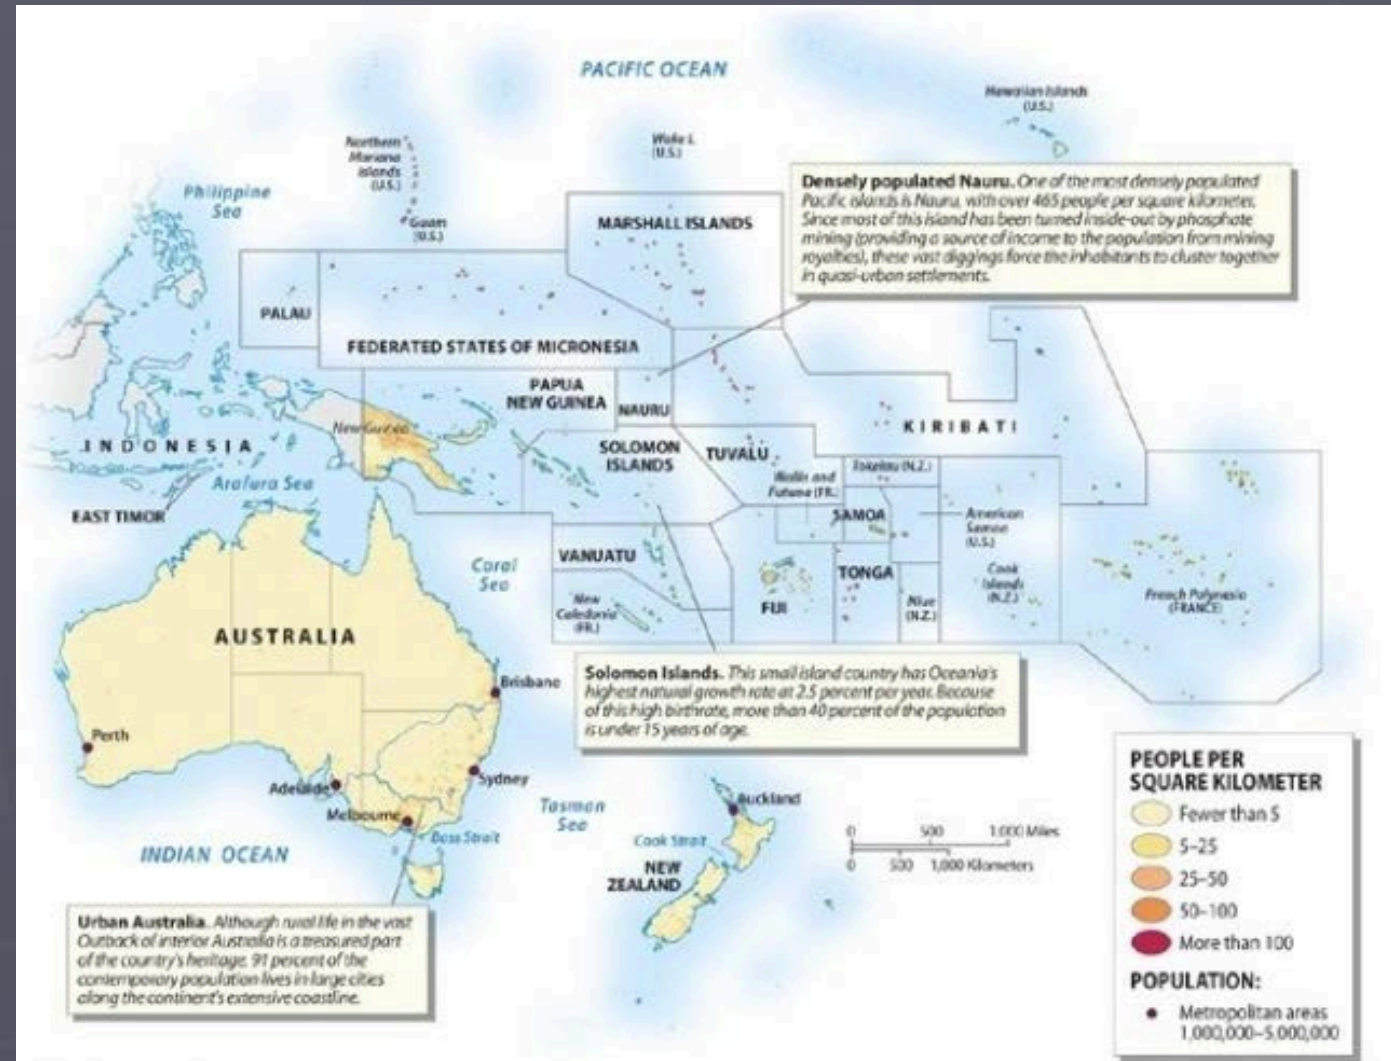 PACIFIC OCEAN
Hawaiian Islands
(U.S.)
Northern
Mariana
Islands
(U.S.)
Wake I.
(U.S.)
Philippine
Sea
Guam
(U.S.)
MARSHALL ISLANDS
Densely populated Nauru. One of the most densely populated
Pacific islands is Nauru, with over 465 people per square kilometer.
Since most of this island has been turned inside-out by phosphate
mining (providing a source of income to the population from mining
royalties), these vast diggings force the inhabitants to cluster together
in quasi-urban settlements.
PALAU
FEDERATED STATES OF MICRONESIA
PAPUA
NEW GUINEA
NAURU
KIRIBATI
New Guinea
INDONESIA
SOLOMON
ISLANDS
TUVALU
Tokelau (N.Z.)
Wallis and
Futuna (FR.)
Arafura Sea
EAST TIMOR
SAMOA
American
Samoa
(U.S.)
Coral
Sea
VANUATU
TONGA
Cook
Islands
(N.Z.)
New
Caledonia
(FR.)
FIJI
Niue
(N.Z.)
French Polynesia
(FRANCE)
AUSTRALIA
Solomon Islands. This small island country has Oceania's
highest natural growth rate at 2.5 percent per year. Because
of this high birthrate, more than 40 percent of the population
is under 15 years of age.
Brisbane
Perth
Adelaide
Sydney
Melbourne
Bass Strait
Tasman
Sea
Auckland
Cook Strait
NEW
ZEALAND
INDIAN OCEAN
0 500 1,000 Miles
0 500 1,000 Kilometers
Urban Australia. Although rural life in the vast
Outback of interior Australia is a treasured part
of the country's heritage, 91 percent of the
contemporary population lives in large cities
along the continent's extensive coastline.
PEOPLE PER
SQUARE KILOMETER
Fewer than 5
5–25
25–50
50–100
More than 100
POPULATION:
Metropolitan areas
1,000,000–5,000,000